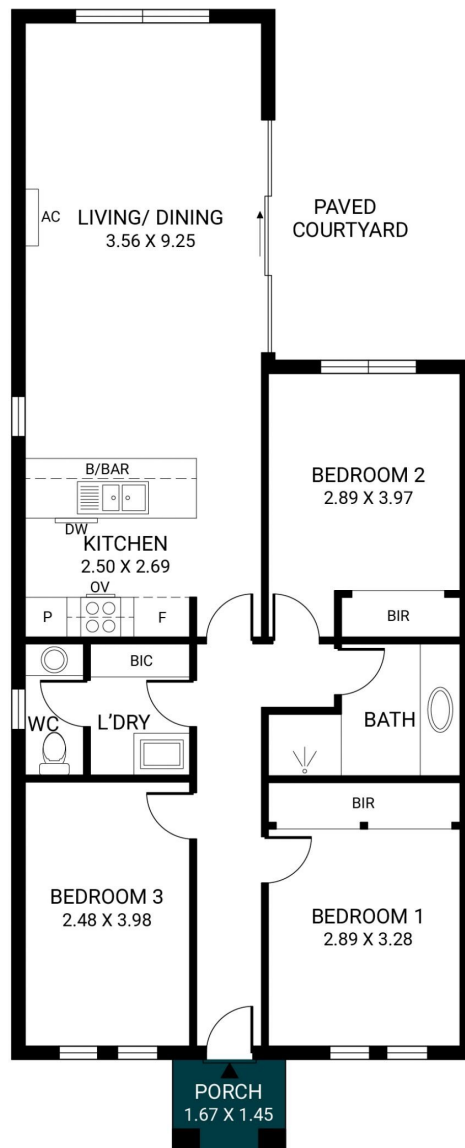 AC
LIVING/ DINING
3.56 X 9.25
PAVED
COURTYARD
B/BAR
DW
KITCHEN
2.50 X 2.69
OV
P
F
BEDROOM 2
2.89 X 3.97
BIR
BIC
WC
L'DRY
BATH
BIR
BEDROOM 3
2.48 X 3.98
BEDROOM 1
2.89 X 3.28
PORCH
1.67 X 1.45